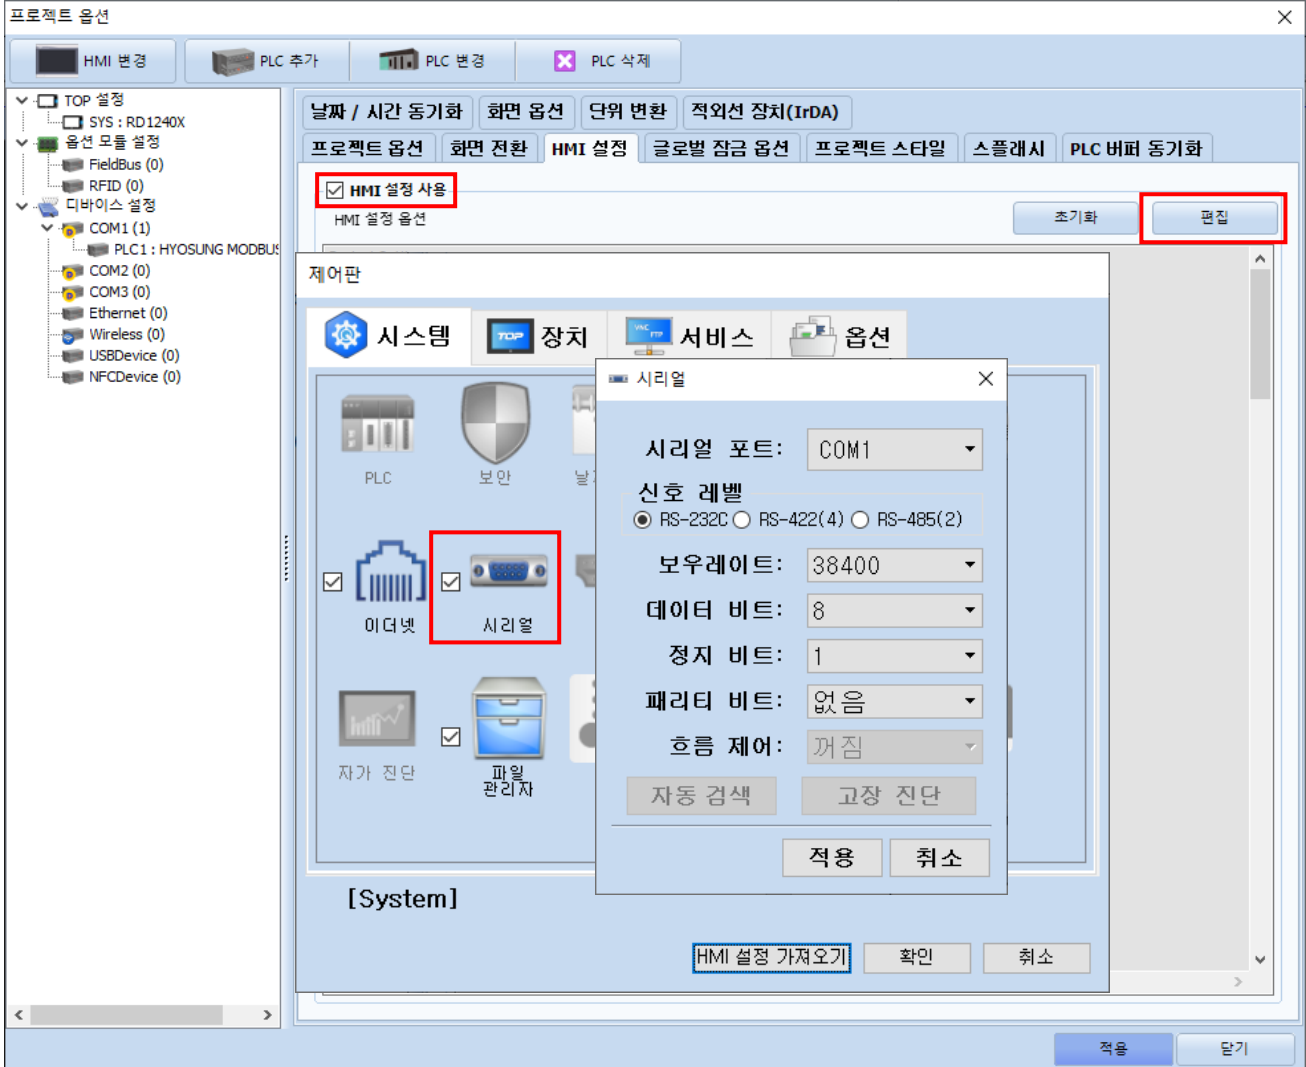 프로젝트 옵션
HMI 변경
PLC 추가
PLC 변경
PLC 삭제
TOP 설정
SYS : RD1240X
옵션 모듈 설정
FieldBus (0)
RFID (0)
디바이스 설정
COM1 (1)
PLC1 : HYOSUNG MODBUS
COM2 (0)
COM3 (0)
Ethernet (0)
Wireless (0)
USBDevice (0)
NFCDevice (0)
날짜 / 시간 동기화 화면 옵션 단위 변환 적외선 장치(IrDA)
프로젝트 옵션 화면 전환 HMI 설정 글로벌 잠금 옵션 프로젝트 스타일 스플래시 PLC 버퍼 동기화
HMI 설정 사용
HMI 설정 옵션
초기화
편집
제어판
시스템
TOP
장치
VNC FTP
서비스
옵션
PLC
보안
날
이더넷
시리얼
자가 진단
파일
관리자
[System]
HMI 설정 가져오기
확인
취소
시리얼
시리얼 포트: COM1
신호 레벨
RS-232C RS-422(4) RS-485(2)
보우레이트: 38400
데이터 비트: 8
정지 비트: 1
패리티 비트: 없음
흐름 제어: 꺼짐
자동 검색
고장 진단
적용
취소
적용
닫기